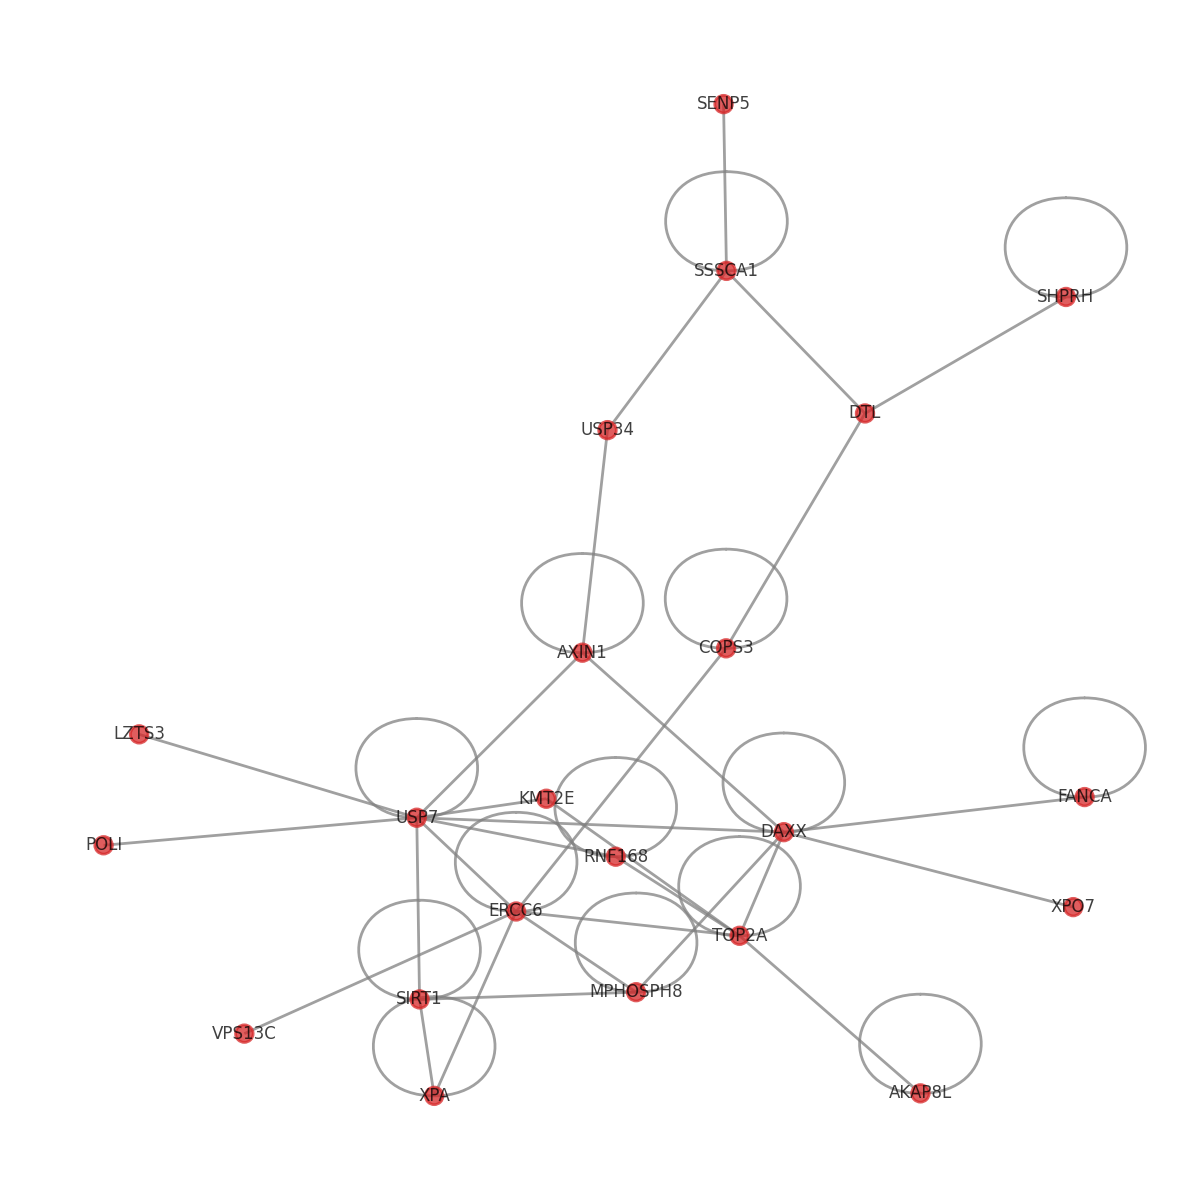 SENP5
SSSCA1
SHPRH
DTL
USP34
AXIN1
COPS3
LZTS3
KMT2E
FANCA
USP7
DAXX
POLI
RNF168
ERCC6
XPO7
TOP2A
MPHOSPH8
SIRT1
VPS13C
XPA
AKAP8L